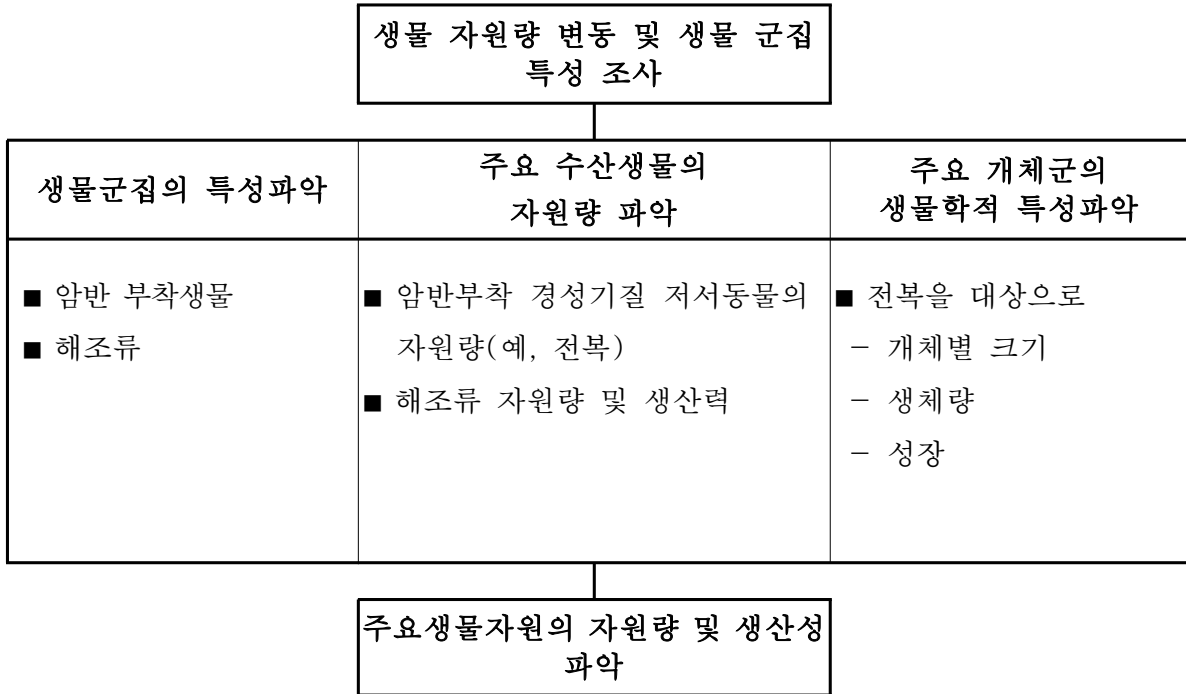 생물 자원량 변동 및 생물 군집
특성 조사
생물군집의 특성파악
주요 수산생물의
자원량 파악
주요 개체군의
생물학적 특성파악
■ 암반 부착생물
■ 해조류
■ 암반부착 경성기질 저서동물의
자원량(예, 전복)
■ 해조류 자원량 및 생산력
■ 전복을 대상으로
− 개체별 크기
− 생체량
− 성장
주요생물자원의 자원량 및 생산성
파악